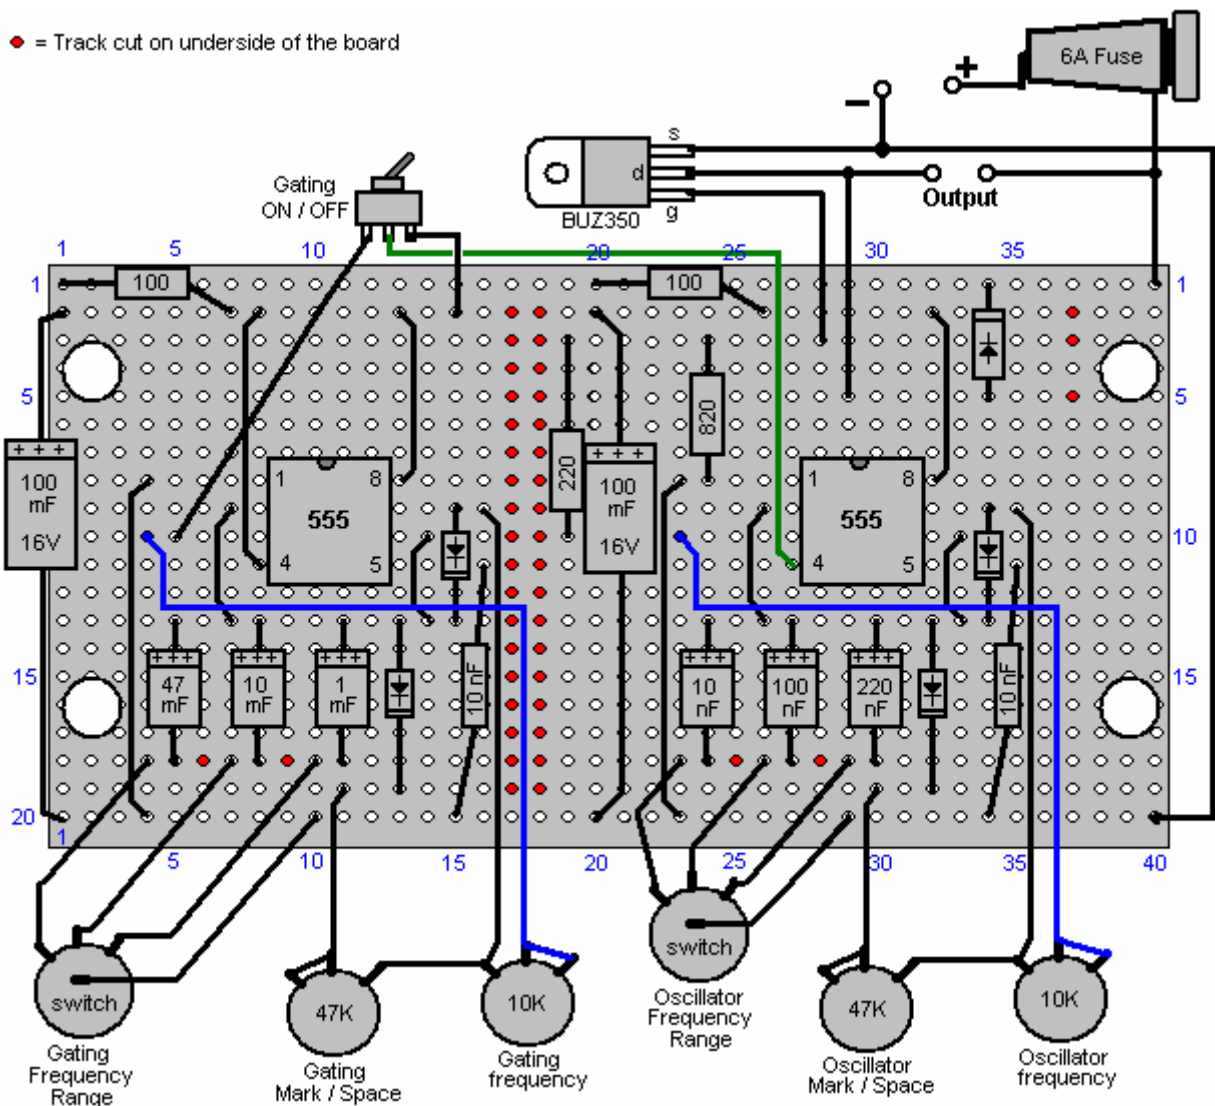 = Track cut on underside of the board
6A Fuse
+
−
s
d
g
BUZ350
Output
Gating
ON / OFF
1 5 10 20 25 30 35
1 100 100 1
5 5
+ + +
100
mF
16V
1 8
555
4 5
220
+ + +
100
mF
16V
820
1 8
555
4 5
10
15 15
+++
47
mF
+++
10
mF
+++
1
mF
10 nF
+++
10
nF
+++
100
nF
+++
220
nF
10 nF
20
1
5 10 15 20 25 30 35 40
switch
Gating
Frequency
Range
47K
Gating
Mark / Space
10K
Gating
frequency
switch
Oscillator
Frequency
Range
47K
Oscillator
Mark / Space
10K
Oscillator
frequency